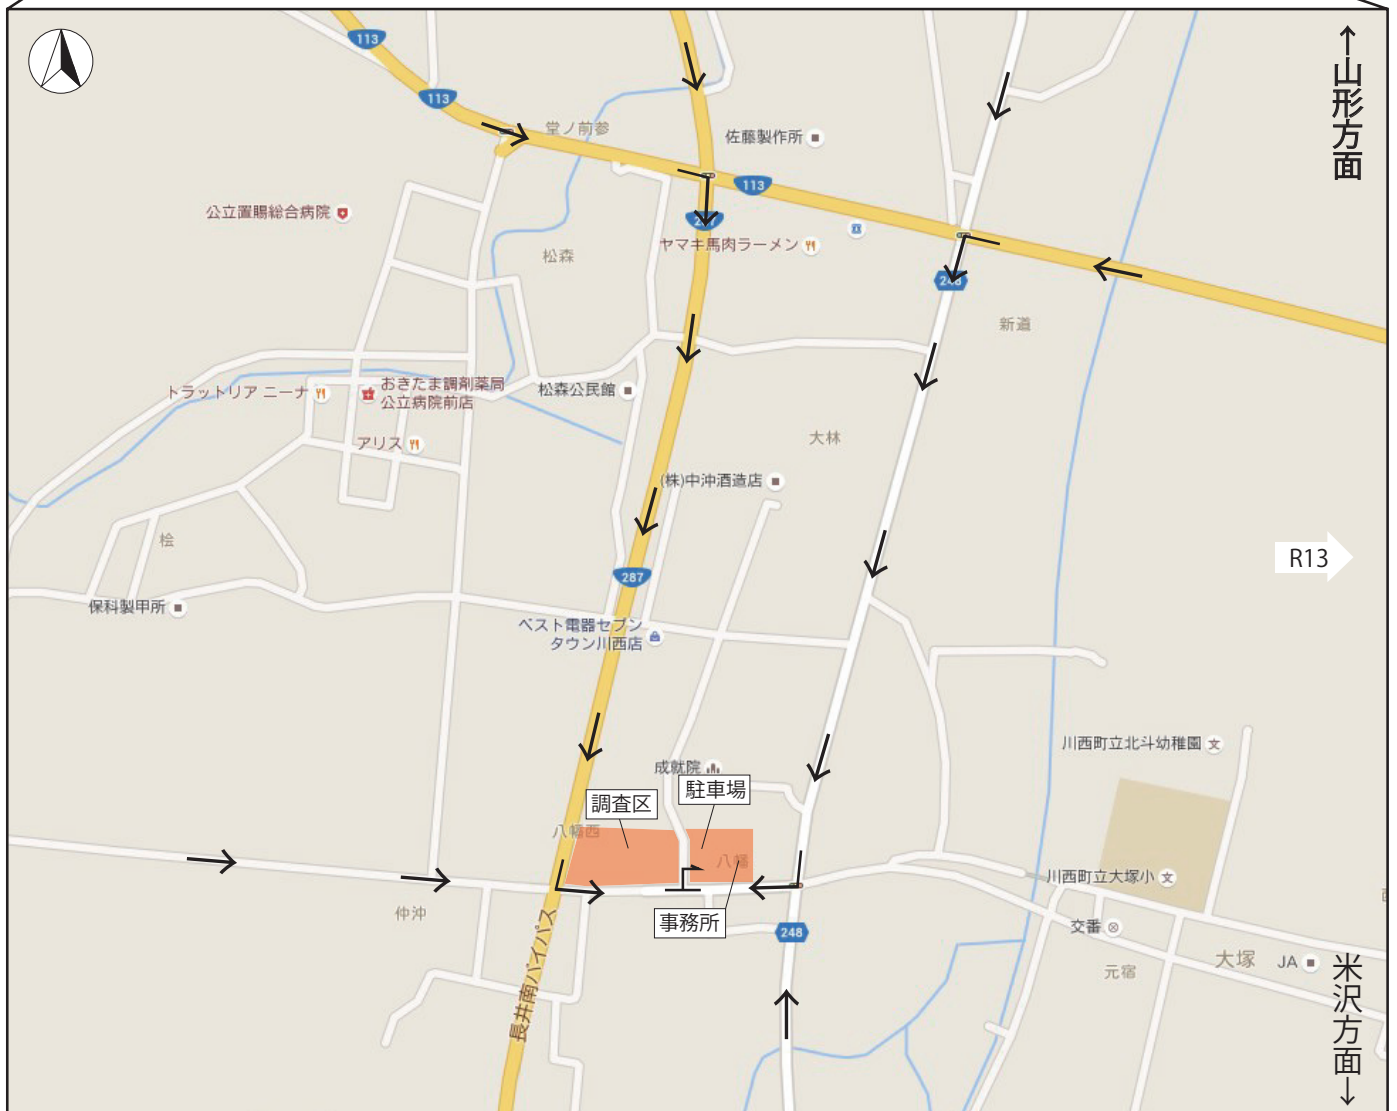 113
113
堂ノ前参
佐藤製作所
↑山形方面
113
公立置賜総合病院
ヤマキ馬肉ラーメン
松森
248
新道
トラットリア ニーナ
おきたま調剤薬局
公立病院前店
松森公民館
アリス
大林
(株)中沖酒造店
桧
R13
287
保科製甲所
ベスト電器セブン
タウン川西店
川西町立北斗幼稚園
成就院
駐車場
調査区
八幡西
八幡
川西町立大塚小
仲沖
事務所
248
交番
元宿
大塚
JA
長井南バイパス
米沢方面↓